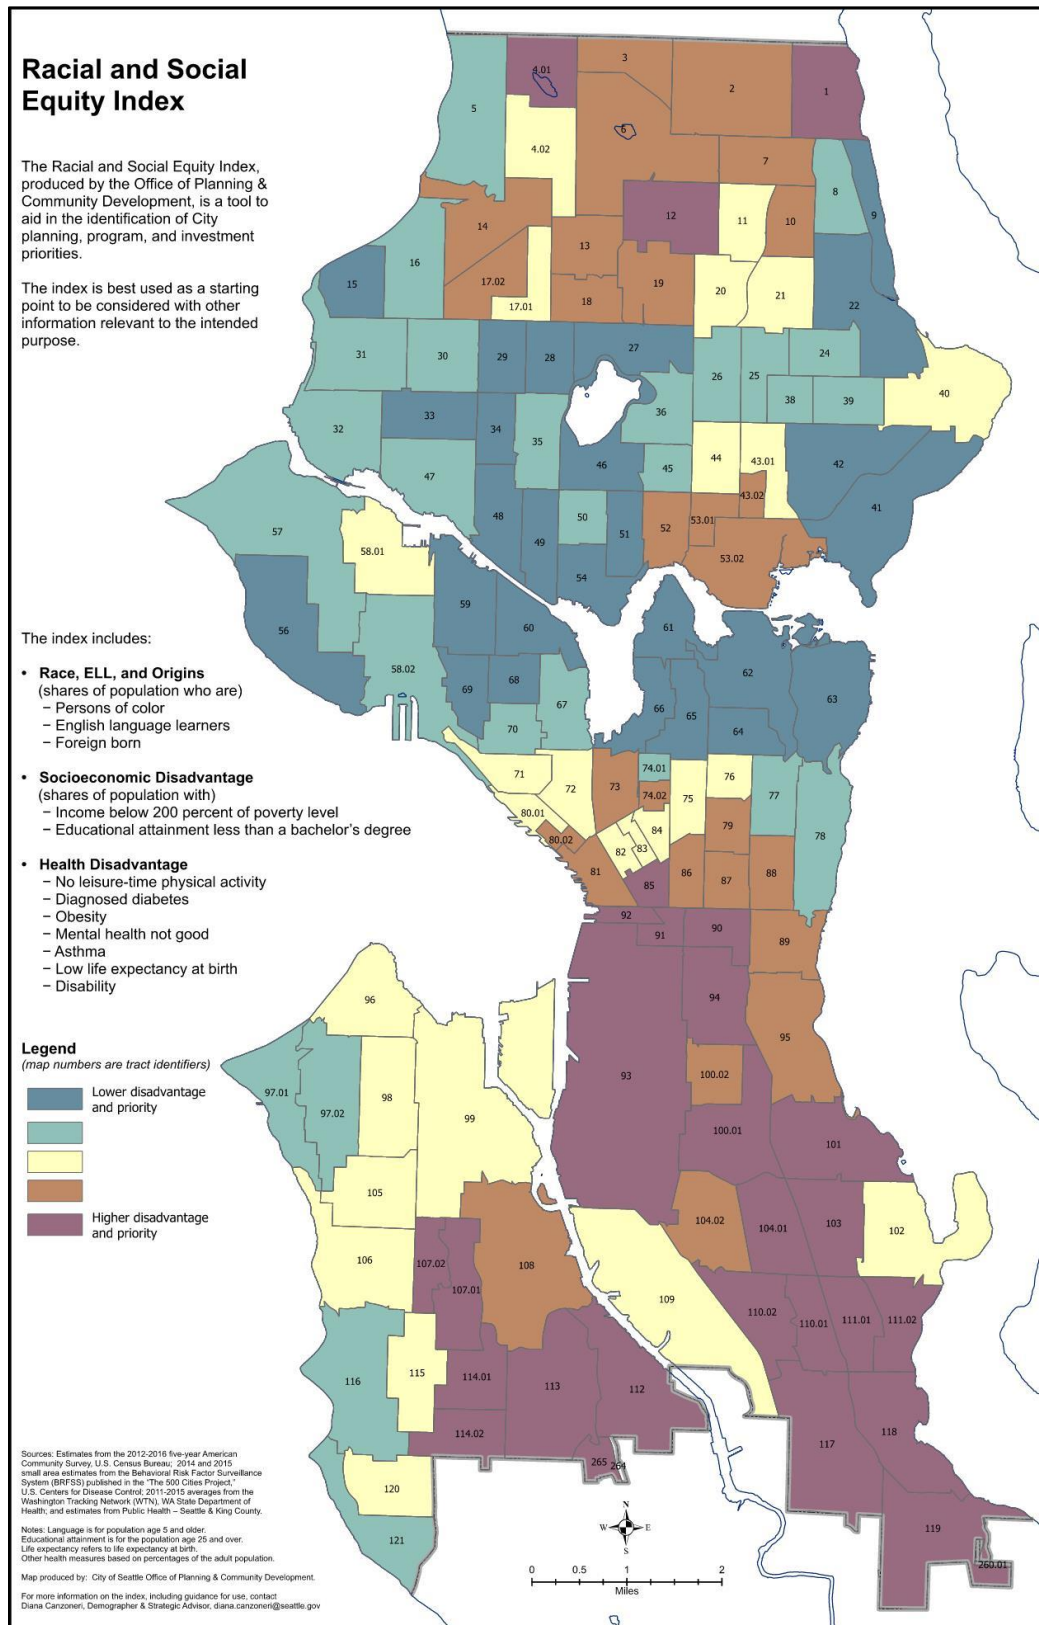 Racial and Social
Equity Index
The Racial and Social Equity Index,
produced by the Office of Planning &
Community Development, is a tool to
aid in the identification of City
planning, program, and investment
priorities.
The index is best used as a starting
point to be considered with other
information relevant to the intended
purpose.
The index includes:
• Race, ELL, and Origins
(shares of population who are)
− Persons of color
− English language learners
− Foreign born
• Socioeconomic Disadvantage
(shares of population with)
− Income below 200 percent of poverty level
− Educational attainment less than a bachelor's degree
• Health Disadvantage
− No leisure-time physical activity
− Diagnosed diabetes
− Obesity
− Mental health not good
− Asthma
− Low life expectancy at birth
− Disability
Legend
(map numbers are tract identifiers)
Lower disadvantage
and priority
Higher disadvantage
and priority
Sources: Estimates from the 2012-2016 five-year American
Community Survey, U.S. Census Bureau; 2014 and 2015
small area estimates from the Behavioral Risk Factor Surveillance
System (BRFSS) published in the "The 500 Cities Project,"
U.S. Centers for Disease Control; 2011-2015 averages from the
Washington Tracking Network (WTN), WA State Department of
Health; and estimates from Public Health – Seattle & King County.
Notes: Language is for population age 5 and older.
Educational attainment is for the population age 25 and over.
Life expectancy refers to life expectancy at birth.
Other health measures based on percentages of the adult population.
Map produced by: City of Seattle Office of Planning & Community Development.
For more information on the index, including guidance for use, contact
Diana Canzoneri, Demographer & Strategic Advisor, diana.canzoneri@seattle.gov
3
4.01
2
1
5
6
4.02
7
8
9
12
11
10
14
13
16
15
17.02
19
20
21
22
17.01
18
31
30
29
28
27
26
25
24
40
38
39
36
32
33
34
35
47
46
45
44
43.01
42
43.02
41
48
50
51
52
53.01
49
54
53.02
57
58.01
59
56
60
61
62
63
58.02
68
69
67
66
65
64
70
71
72
73
74.01
74.02
75
76
77
78
80.01
80.02
84
82
83
79
81
85
86
87
88
92
91
90
89
94
95
96
93
100.02
97.01
97.02
98
99
100.01
101
105
104.02
104.01
103
102
106
107.02
107.01
108
109
110.02
110.01
111.01
111.02
116
115
114.01
113
112
114.02
117
118
265
264
120
121
119
260.01
N
W
E
S
0 0.5 1 2
Miles